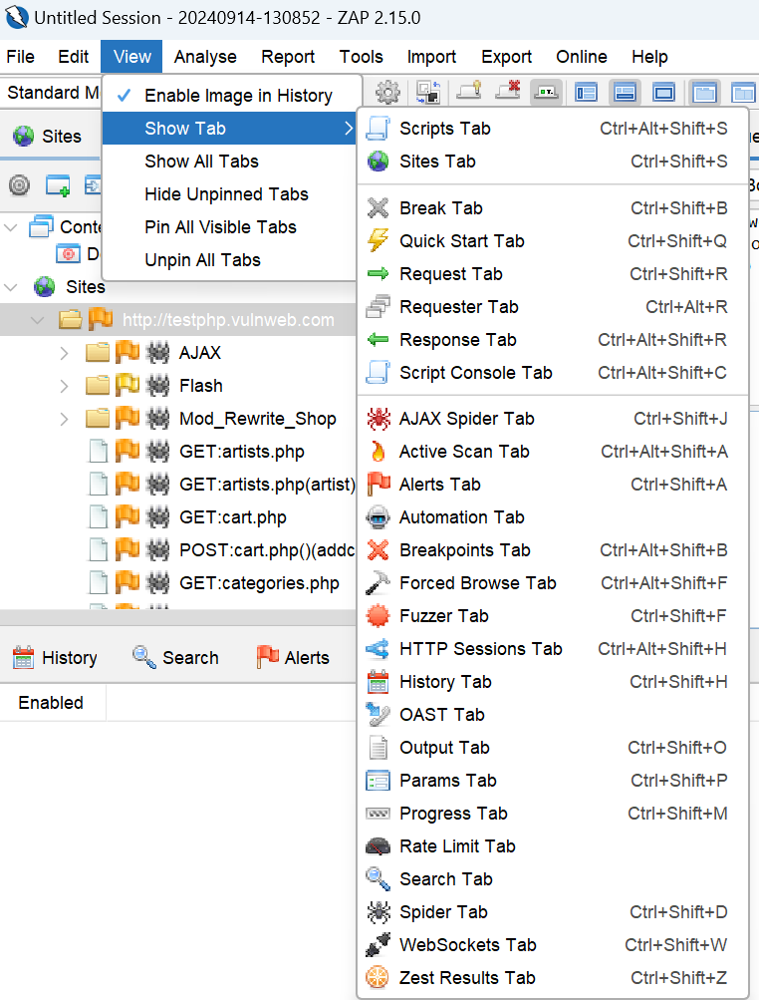 Untitled Session - 20240914-130852 - ZAP 2.15.0
File Edit View Analyse Report Tools Import Export Online Help
Standard M
Enable Image in History
Show Tab
Show All Tabs
Hide Unpinned Tabs
Pin All Visible Tabs
Unpin All Tabs
Scripts Tab Ctrl+Alt+Shift+S
Sites Tab Ctrl+Shift+S
Break Tab Ctrl+Shift+B
Quick Start Tab Ctrl+Shift+Q
Request Tab Ctrl+Shift+R
Requester Tab Ctrl+Alt+R
Response Tab Ctrl+Alt+Shift+R
Script Console Tab Ctrl+Alt+Shift+C
AJAX Spider Tab Ctrl+Shift+J
Active Scan Tab Ctrl+Alt+Shift+A
Alerts Tab Ctrl+Shift+A
Automation Tab
Breakpoints Tab Ctrl+Alt+Shift+B
Forced Browse Tab Ctrl+Alt+Shift+F
Fuzzer Tab Ctrl+Shift+F
HTTP Sessions Tab Ctrl+Alt+Shift+H
History Tab Ctrl+Shift+H
OAST Tab
Output Tab Ctrl+Shift+O
Params Tab Ctrl+Shift+P
Progress Tab Ctrl+Shift+M
Rate Limit Tab
Search Tab
Spider Tab Ctrl+Shift+D
WebSockets Tab Ctrl+Shift+W
Zest Results Tab Ctrl+Shift+Z
Sites
Conte
D
Sites
http://testphp.vulnweb.com
AJAX
Flash
Mod_Rewrite_Shop
GET:artists.php
GET:artists.php(artist)
GET:cart.php
POST:cart.php()(addc
GET:categories.php
History Search Alerts
Enabled